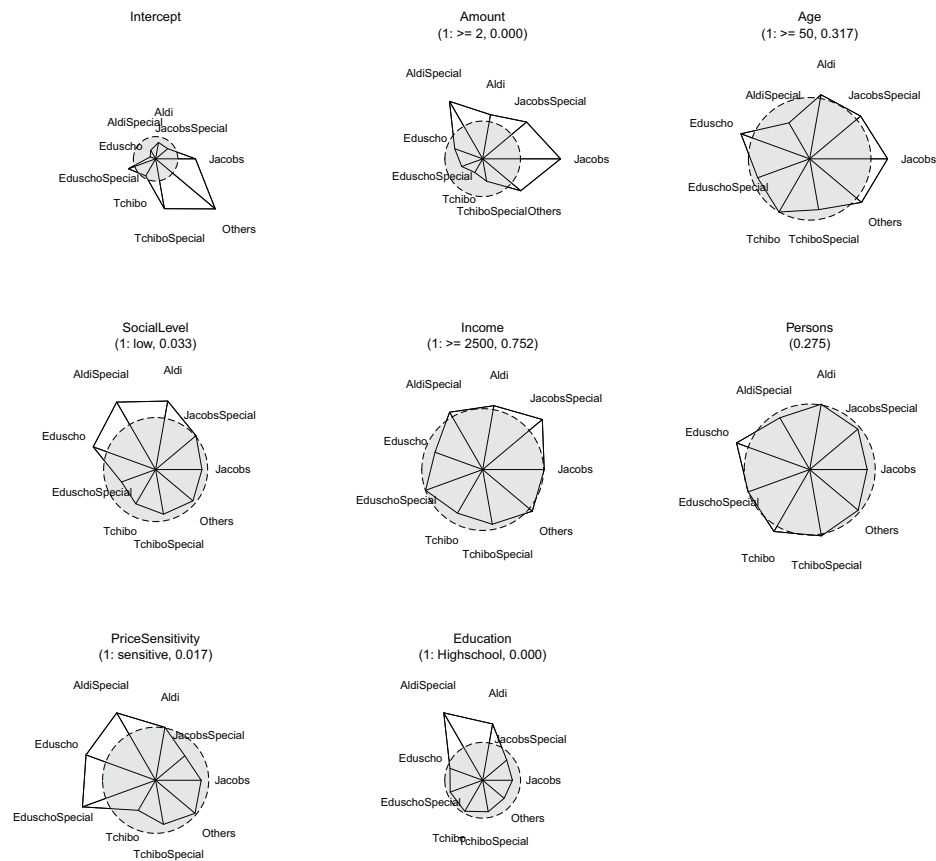 Intercept
Aldi
AldiSpecial
JacobsSpecial
Eduscho
Jacobs
EduschoSpecial
Tchibo
Others
TchiboSpecial
Amount
(1: >= 2, 0.000)
AldiSpecial
Aldi
JacobsSpecial
Eduscho
Jacobs
EduschoSpecial
Tchibo
TchiboSpecial
Others
Age
(1: >= 50, 0.317)
Aldi
AldiSpecial
JacobsSpecial
Eduscho
Jacobs
EduschoSpecial
Others
Tchibo
TchiboSpecial
SocialLevel
(1: low, 0.033)
AldiSpecial
Aldi
JacobsSpecial
Eduscho
Jacobs
EduschoSpecial
Others
Tchibo
TchiboSpecial
Income
(1: >= 2500, 0.752)
Aldi
AldiSpecial
JacobsSpecial
Eduscho
Jacobs
EduschoSpecial
Others
Tchibo
TchiboSpecial
Persons
(0.275)
Aldi
AldiSpecial
JacobsSpecial
Eduscho
Jacobs
EduschoSpecial
Others
Tchibo
TchiboSpecial
PriceSensitivity
(1: sensitive, 0.017)
AldiSpecial
Aldi
JacobsSpecial
Eduscho
Jacobs
EduschoSpecial
Others
Tchibo
TchiboSpecial
Education
(1: Highschool, 0.000)
AldiSpecial
Aldi
JacobsSpecial
Eduscho
Jacobs
EduschoSpecial
Others
Tchibo
TchiboSpecial